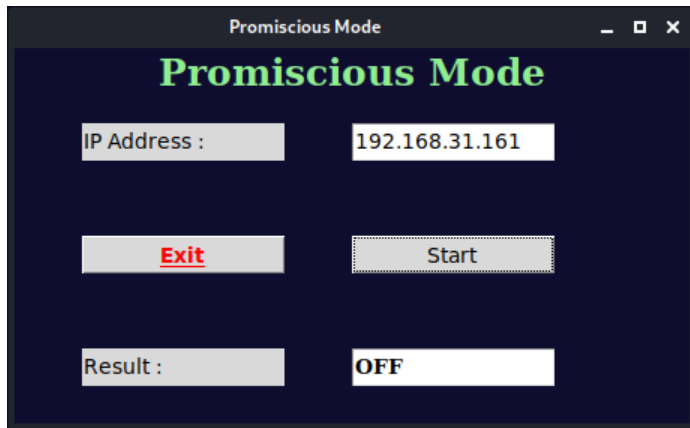 Promiscious Mode
Promiscious Mode
IP Address : 192.168.31.161
Exit Start
Result : OFF